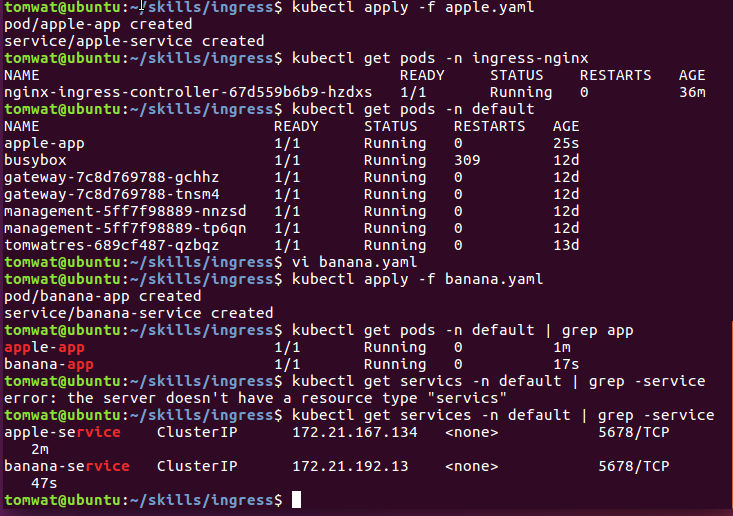 tomwat@ubuntu:~/skills/ingress$ kubectl apply -f apple.yaml
pod/apple-app created
service/apple-service created
tomwat@ubuntu:~/skills/ingress$ kubectl get pods -n ingress-nginx
NAME READY STATUS RESTARTS AGE
nginx-ingress-controller-67d559b6b9-hzdxs 1/1 Running 0 36m
tomwat@ubuntu:~/skills/ingress$ kubectl get pods -n default
NAME READY STATUS RESTARTS AGE
apple-app 1/1 Running 0 25s
busybox 1/1 Running 309 12d
gateway-7c8d769788-gchhz 1/1 Running 0 12d
gateway-7c8d769788-tnsm4 1/1 Running 0 12d
management-5ff7f98889-nnzsd 1/1 Running 0 12d
management-5ff7f98889-tp6qn 1/1 Running 0 12d
tomwatres-689cf487-qzbqz 1/1 Running 0 13d
tomwat@ubuntu:~/skills/ingress$ vi banana.yaml
tomwat@ubuntu:~/skills/ingress$ kubectl apply -f banana.yaml
pod/banana-app created
service/banana-service created
tomwat@ubuntu:~/skills/ingress$ kubectl get pods -n default | grep app
apple-app 1/1 Running 0 1m
banana-app 1/1 Running 0 17s
tomwat@ubuntu:~/skills/ingress$ kubectl get servics -n default | grep -service
error: the server doesn't have a resource type "servics"
tomwat@ubuntu:~/skills/ingress$ kubectl get services -n default | grep -service
apple-service ClusterIP 172.21.167.134 <none> 5678/TCP
2m
banana-service ClusterIP 172.21.192.13 <none> 5678/TCP
47s
tomwat@ubuntu:~/skills/ingress$